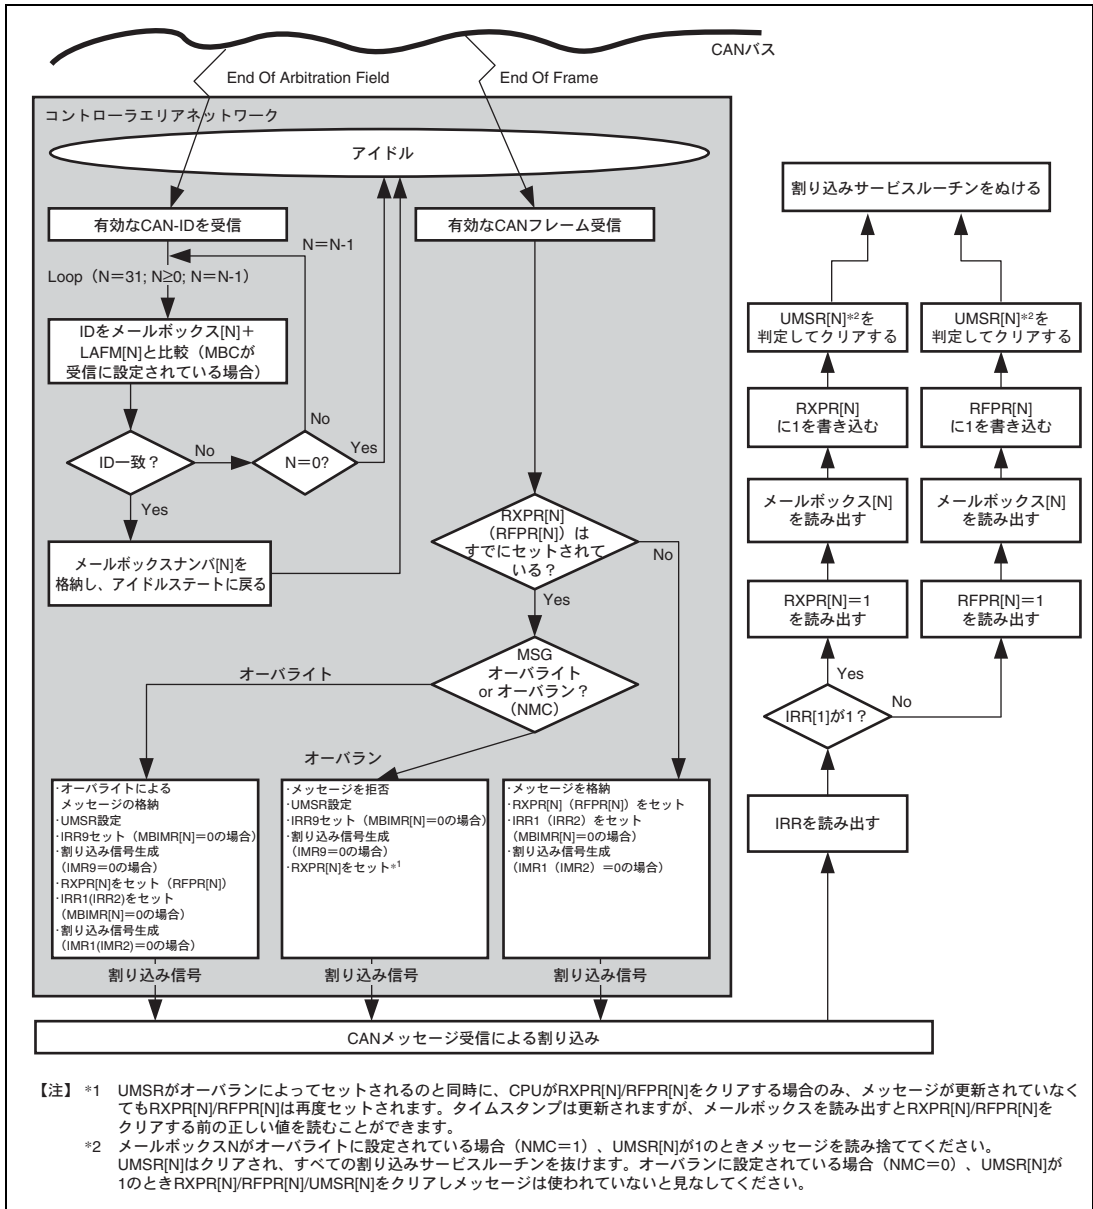 CANバス
End Of Arbitration Field
End Of Frame
コントローラエリアネットワーク
アイドル
有効なCAN-IDを受信
有効なCANフレーム受信
N＝N-1
Loop（N＝31; N≥0; N＝N-1）
IDをメールボックス[N]＋
LAFM[N]と比較（MBCが
受信に設定されている場合）
No
ID一致？
No
N＝0?
Yes
Yes
メールボックスナンバ[N]を
格納し、アイドルステートに戻る
RXPR[N]
（RFPR[N]）は
すでにセットされて
いる？
No
Yes
MSG
オーバライト
or オーバラン？
（NMC）
オーバライト
オーバラン
･オーバライトによる
メッセージの格納
･UMSR設定
･IRR9セット（MBIMR[N]＝0の場合）
･割り込み信号生成
（IMR9＝0の場合）
･RXPR[N]をセット（RFPR[N]）
･IRR1(IRR2)をセット
（MBIMR[N]＝0の場合）
･割り込み信号生成
（IMR1(IMR2)＝0の場合）
･メッセージを拒否
･UMSR設定
･IRR9セット（MBIMR[N]＝0の場合）
･割り込み信号生成
（IMR9＝0の場合）
･RXPR[N]をセット*1
･メッセージを格納
･RXPR[N]（RFPR[N]）をセット
･IRR1（IRR2）をセット
（MBIMR[N]＝0の場合）
･割り込み信号生成
（IMR1（IMR2）＝0の場合）
割り込み信号
割り込み信号
割り込み信号
CANメッセージ受信による割り込み
割り込みサービスルーチンをぬける
UMSR[N]*2を
判定してクリアする
UMSR[N]*2を
判定してクリアする
RXPR[N]
に1を書き込む
RFPR[N]
に1を書き込む
メールボックス[N]
を読み出す
メールボックス[N]
を読み出す
RXPR[N]＝1
を読み出す
RFPR[N]＝1
を読み出す
Yes
IRR[1]が1？
No
IRRを読み出す
【注】 *1 UMSRがオーバランによってセットされるのと同時に、CPUがRXPR[N]/RFPR[N]をクリアする場合のみ、メッセージが更新されていなく
てもRXPR[N]/RFPR[N]は再度セットされます。タイムスタンプは更新されますが、メールボックスを読み出すとRXPR[N]/RFPR[N]を
クリアする前の正しい値を読むことができます。
*2 メールボックスNがオーバライトに設定されている場合（NMC＝1）、UMSR[N]が1のときメッセージを読み捨ててください。
UMSR[N]はクリアされ、すべての割り込みサービスルーチンを抜けます。オーバランに設定されている場合（NMC＝0）、UMSR[N]が
1のときRXPR[N]/RFPR[N]/UMSR[N]をクリアしメッセージは使われていないと見なしてください。